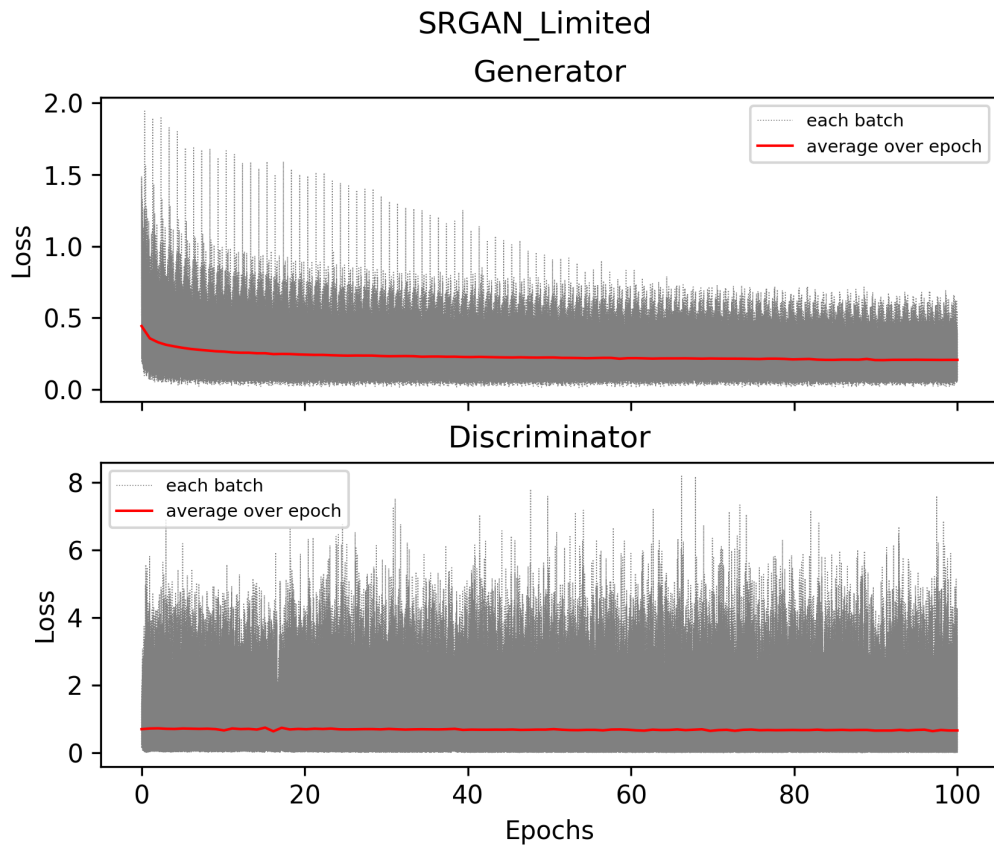 SRGAN_Limited
Generator
2.0
1.5
1.0
0.5
0.0
Loss
each batch
average over epoch
Discriminator
8
6
4
2
0
Loss
each batch
average over epoch
0 20 40 60 80 100
Epochs